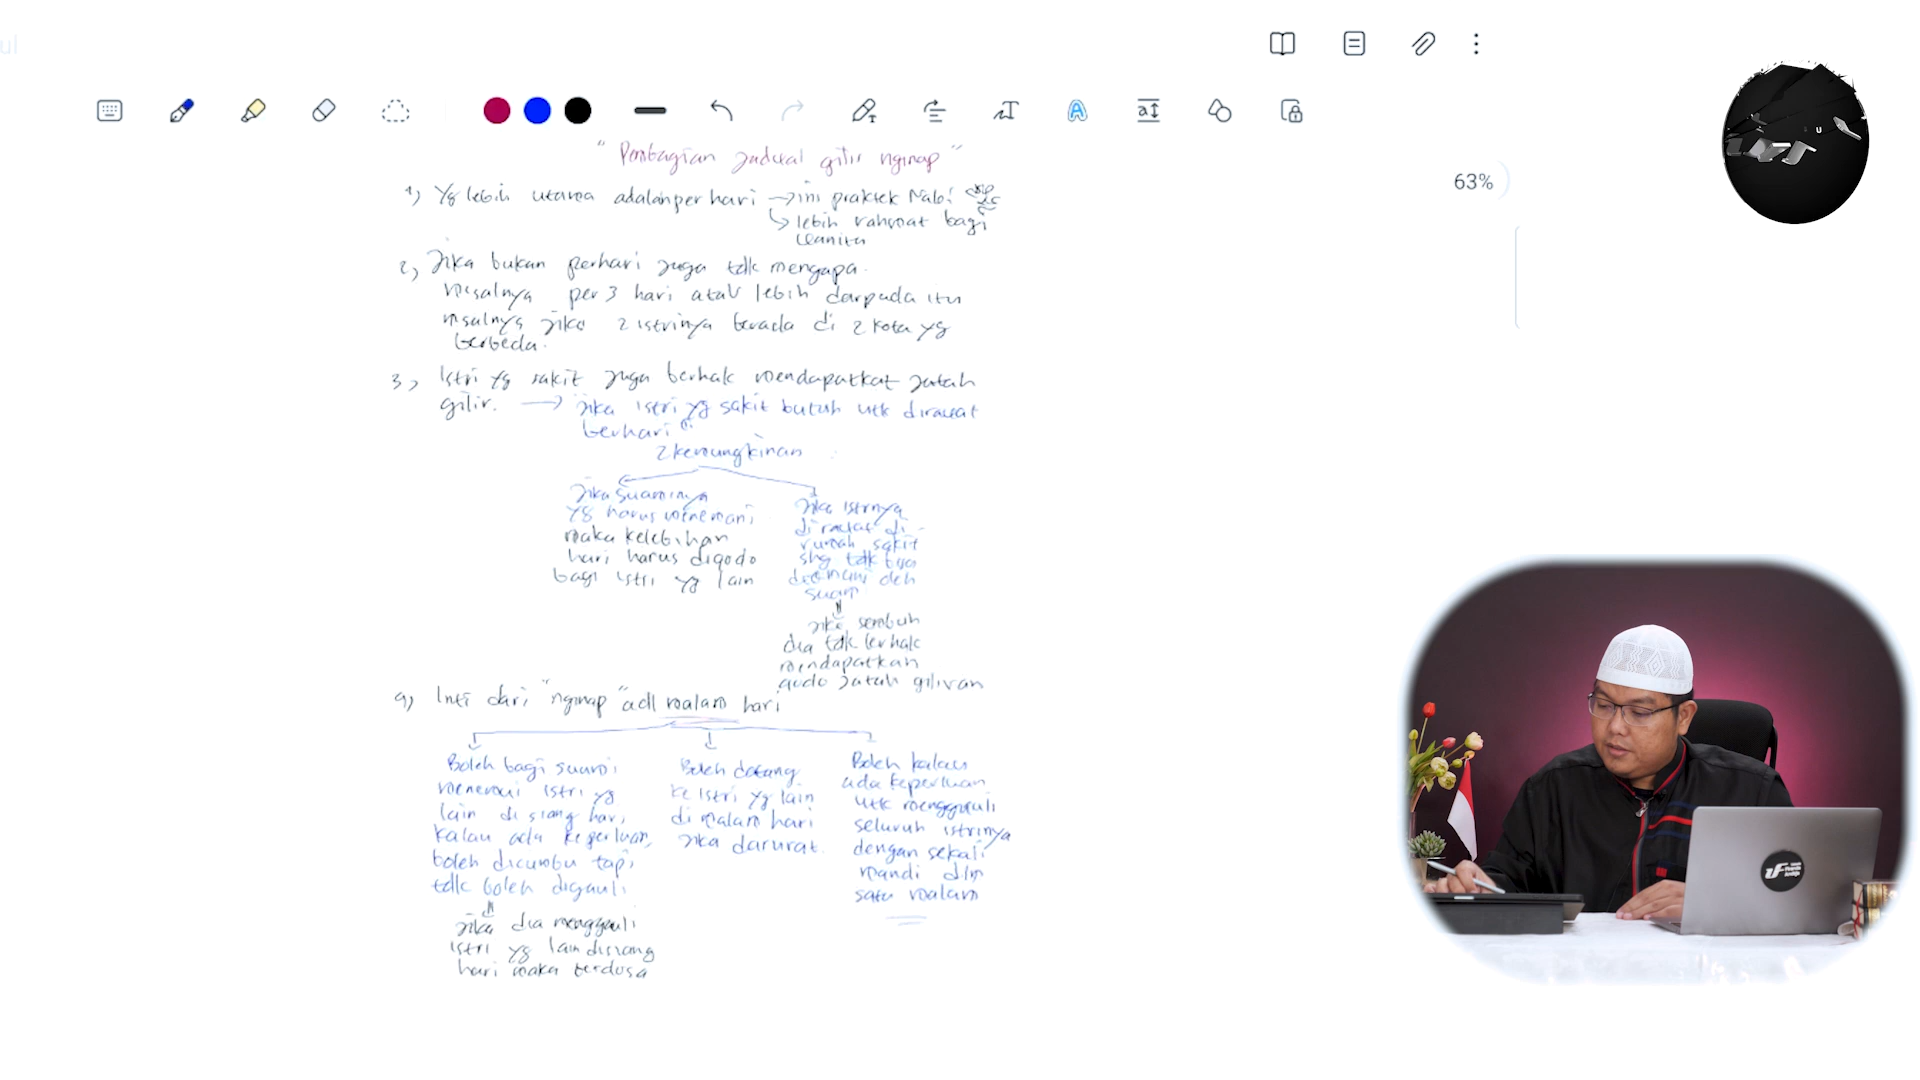 63%
"Pembagian Jadwal gilir nginap"
1) Yg lebih utama adalah per hari → ini praktek Nabi ﷺ
↳ lebih rahmat bagi
wanita
2) Jika bukan perhari juga tdk mengapa.
misalnya per 3 hari atau lebih darpada itu
msalnya jika 2 istrinya berada di 2 kota yg
berbeda.
3) Istri yg sakit juga berhak mendapatkat jatah
gilir. → Jika istri yg sakit butuh utk dirawat
berhari
2 kemungkinan
Jika suaminya
yg harus menemani
maka kelebihan
hari harus diqodo
bagi istri yg lain
Jika istrnya
dirawat di
rumah sakit
shg tdk bisa
ditemani oleh
suami
jika sembuh
dia tdk berhak
mendapatkan
qodo jatah giliran
4) Inti dari "nginap" adl malam hari
Boleh bagi suami
menemui istri yg
lain di siang hari,
kalau ada keperluan,
boleh dicumbu tapi
tdk boleh digauli
jika dia menggauli
istri yg lain disiang
hari maka berdosa
Boleh datang
ke istri yg lain
di malam hari
jika darurat.
Boleh kalau
ada keperluan
utk menggauli
seluruh istrinya
dengan sekali
mandi dlm
satu malam